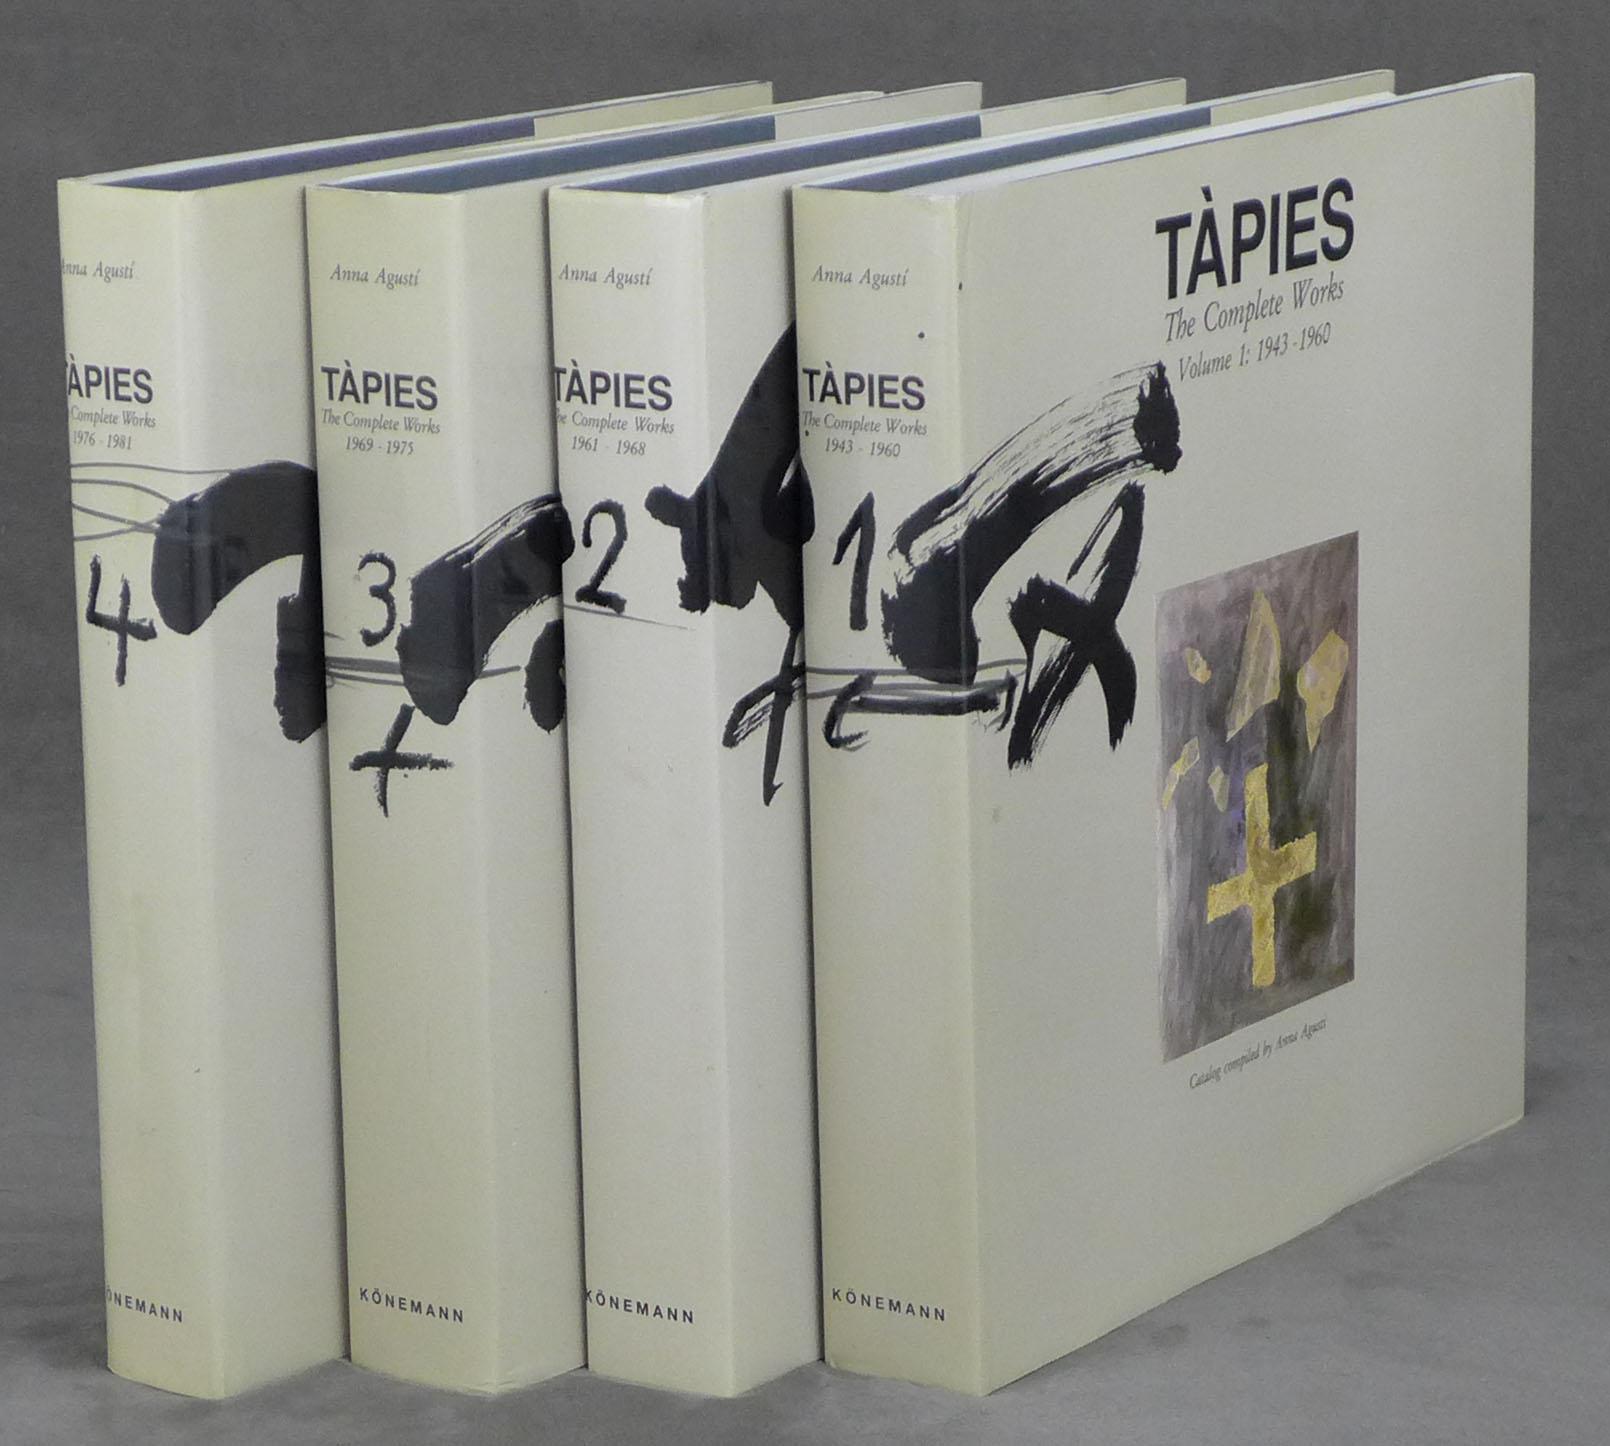 Anna Agustí
TÀPIES
Complete Works
1976 - 1981
4
KÖNEMANN
Anna Agustí
TÀPIES
The Complete Works
1969 - 1975
3
KÖNEMANN
Anna Agustí
TÀPIES
The Complete Works
1961 - 1968
2
KÖNEMANN
Anna Agustí
TÀPIES
The Complete Works
1943 - 1960
1
KÖNEMANN
TÀPIES
The Complete Works
Volume 1: 1943 - 1960
Catalog compiled by Anna Agustí